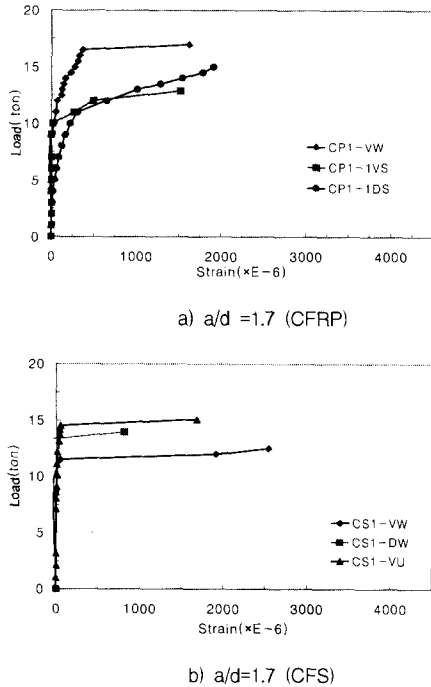 20
15
10
5
0
Load(ton)
CP1-VW
CP1-1VS
CP1-1DS
0 1000 2000 3000 4000
Strain(×E-6)
a) a/d =1.7 (CFRP)
20
15
10
5
0
Load(ton)
CS1-VW
CS1-DW
CS1-VU
0 1000 2000 3000 4000
Strain(×E-6)
b) a/d=1.7 (CFS)